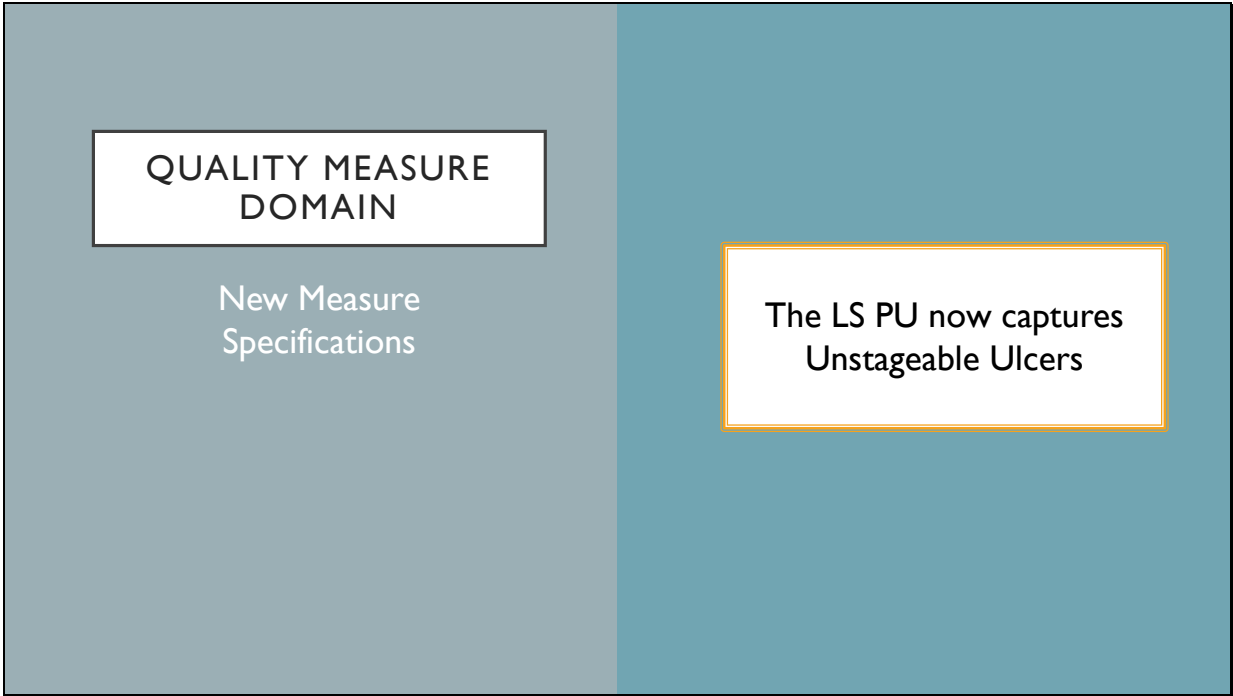 QUALITY MEASURE
DOMAIN
New Measure
Specifications
The LS PU now captures
Unstageable Ulcers